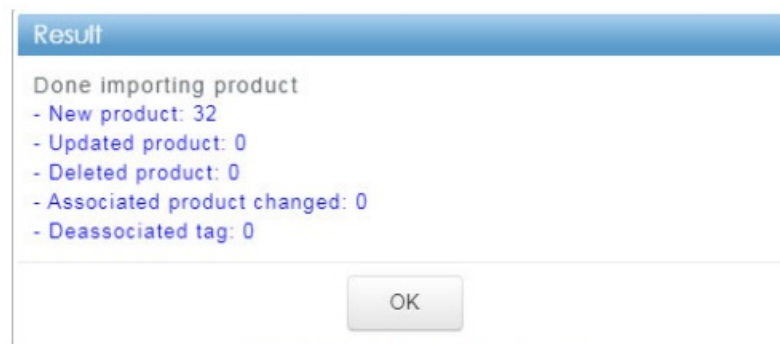 Result
Done importing product
- New product: 32
- Updated product: 0
- Deleted product: 0
- Associated product changed: 0
- Deassociated tag: 0
OK